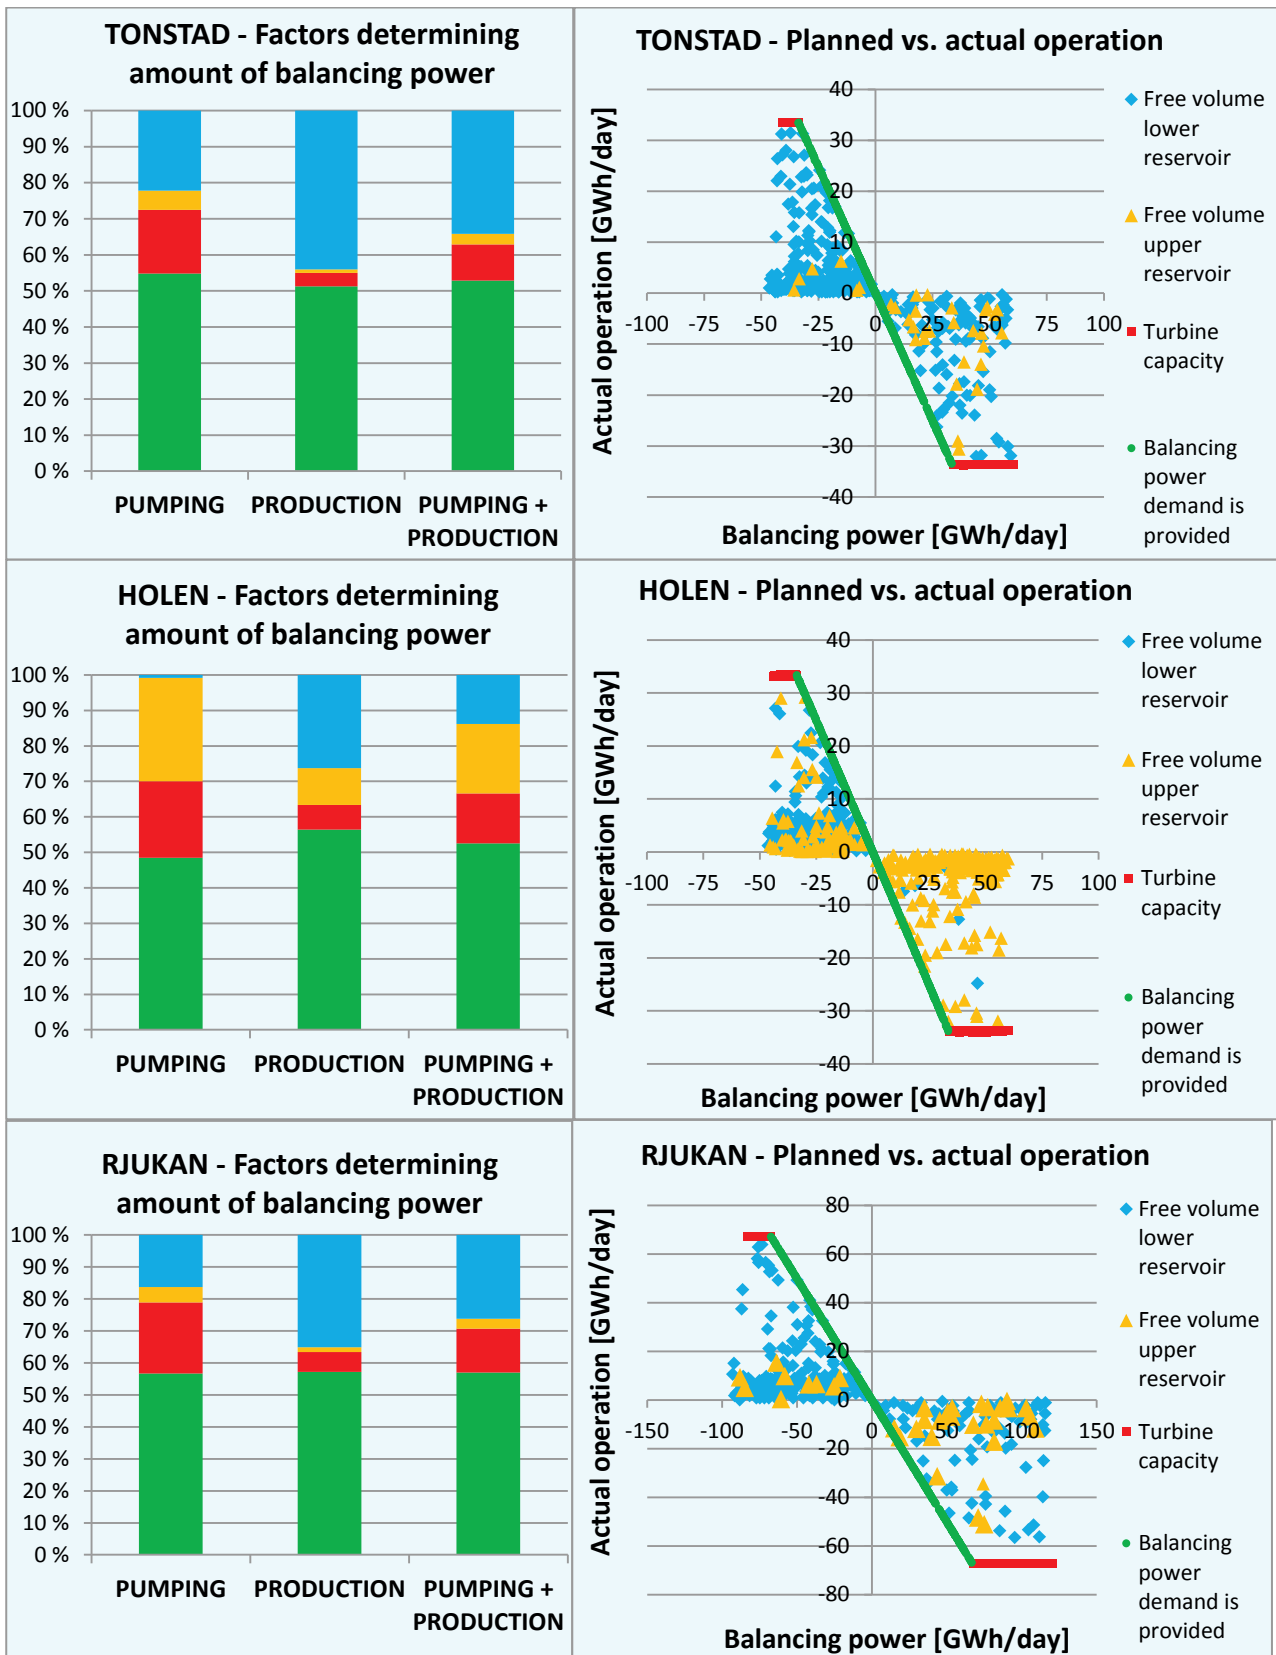 TONSTAD - Factors determining
amount of balancing power
100 %
90 %
80 %
70 %
60 %
50 %
40 %
30 %
20 %
10 %
0 %
PUMPING
PRODUCTION
PUMPING +
PRODUCTION
TONSTAD - Planned vs. actual operation
Actual operation [GWh/day]
40
30
20
10
0
-10
-20
-30
-40
-100
-75
-50
-25
0
25
50
75
100
Balancing power [GWh/day]
Free volume
lower
reservoir
Free volume
upper
reservoir
Turbine
capacity
Balancing
power
demand is
provided
HOLEN - Factors determining
amount of balancing power
100 %
90 %
80 %
70 %
60 %
50 %
40 %
30 %
20 %
10 %
0 %
PUMPING
PRODUCTION
PUMPING +
PRODUCTION
HOLEN - Planned vs. actual operation
Actual operation [GWh/day]
40
30
20
10
0
-10
-20
-30
-40
-100
-75
-50
-25
0
25
50
75
100
Balancing power [GWh/day]
Free volume
lower
reservoir
Free volume
upper
reservoir
Turbine
capacity
Balancing
power
demand is
provided
RJUKAN - Factors determining
amount of balancing power
100 %
90 %
80 %
70 %
60 %
50 %
40 %
30 %
20 %
10 %
0 %
PUMPING
PRODUCTION
PUMPING +
PRODUCTION
RJUKAN - Planned vs. actual operation
Actual operation [GWh/day]
80
60
40
20
0
-20
-40
-60
-80
-150
-100
-50
0
50
100
150
Balancing power [GWh/day]
Free volume
lower
reservoir
Free volume
upper
reservoir
Turbine
capacity
Balancing
power
demand is
provided